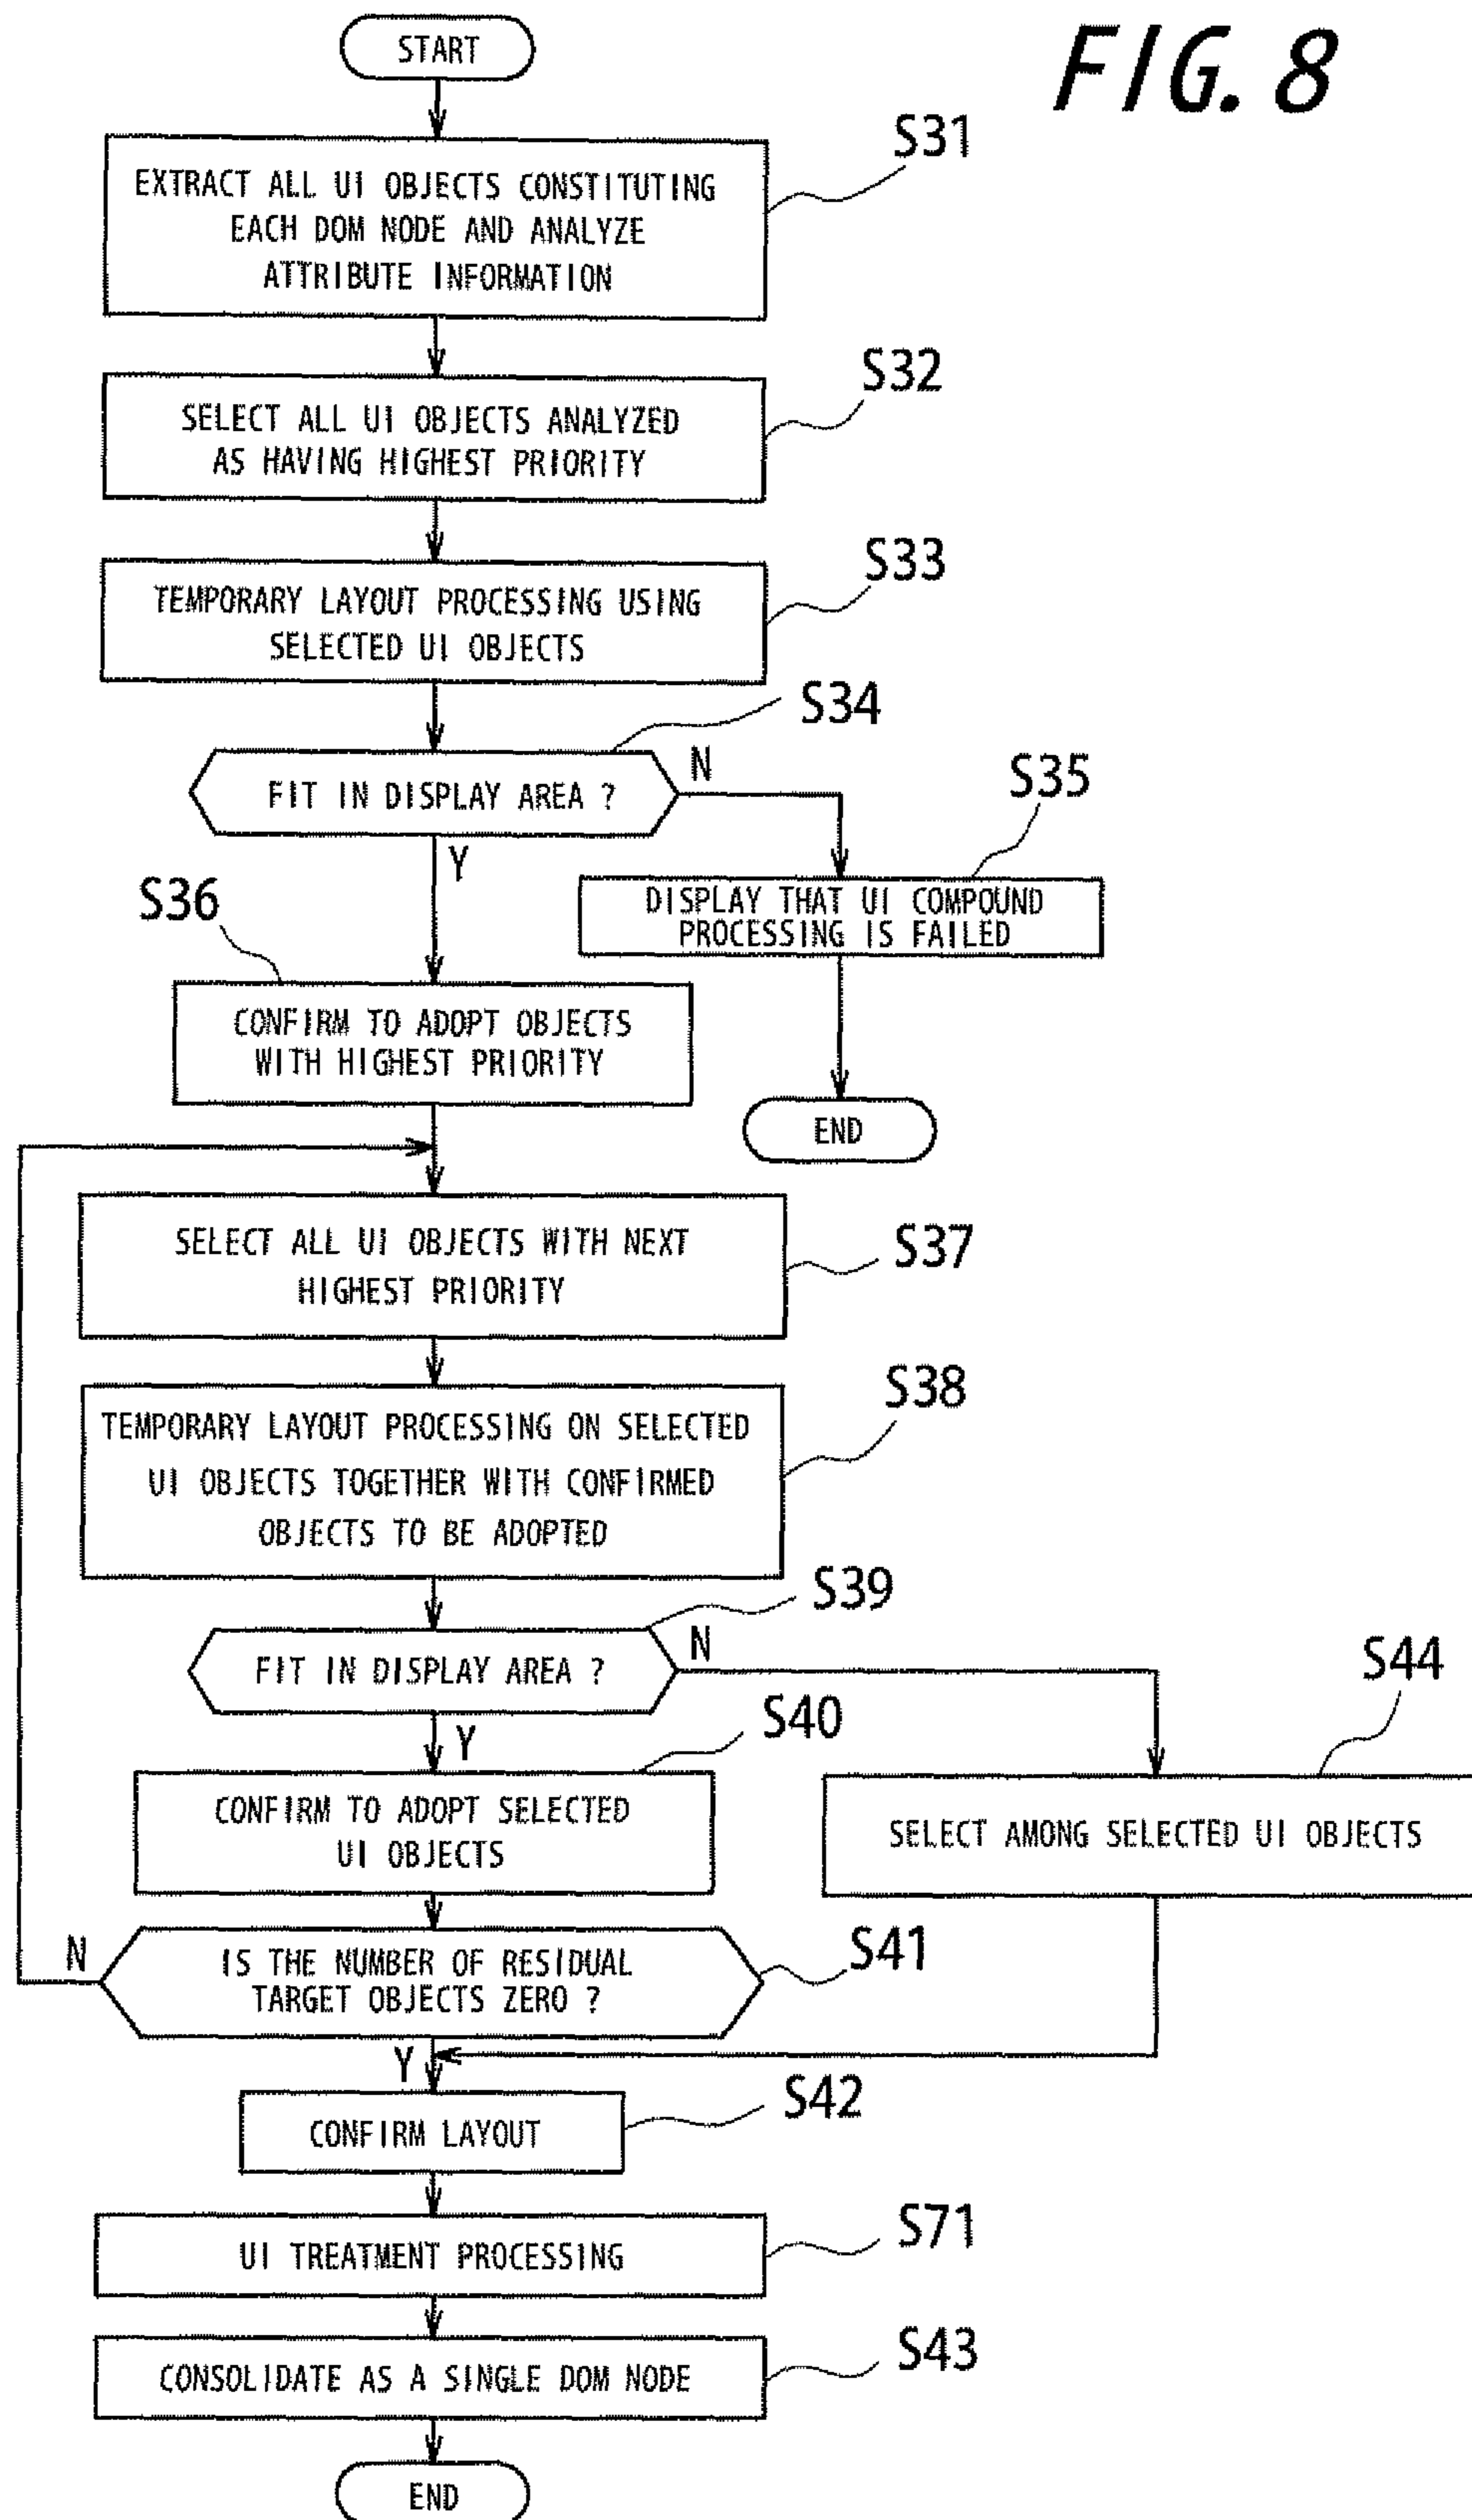 FIG. 8
START
S31
EXTRACT ALL UI OBJECTS CONSTITUTING
EACH DOM NODE AND ANALYZE
ATTRIBUTE INFORMATION
S32
SELECT ALL UI OBJECTS ANALYZED
AS HAVING HIGHEST PRIORITY
S33
TEMPORARY LAYOUT PROCESSING USING
SELECTED UI OBJECTS
S34
FIT IN DISPLAY AREA ?
N
Y
S35
DISPLAY THAT UI COMPOUND
PROCESSING IS FAILED
END
S36
CONFIRM TO ADOPT OBJECTS
WITH HIGHEST PRIORITY
S37
SELECT ALL UI OBJECTS WITH NEXT
HIGHEST PRIORITY
S38
TEMPORARY LAYOUT PROCESSING ON SELECTED
UI OBJECTS TOGETHER WITH CONFIRMED
OBJECTS TO BE ADOPTED
S39
FIT IN DISPLAY AREA ?
N
Y
S44
SELECT AMONG SELECTED UI OBJECTS
S40
CONFIRM TO ADOPT SELECTED
UI OBJECTS
S41
IS THE NUMBER OF RESIDUAL
TARGET OBJECTS ZERO ?
N
Y
S42
CONFIRM LAYOUT
S71
UI TREATMENT PROCESSING
S43
CONSOLIDATE AS A SINGLE DOM NODE
END